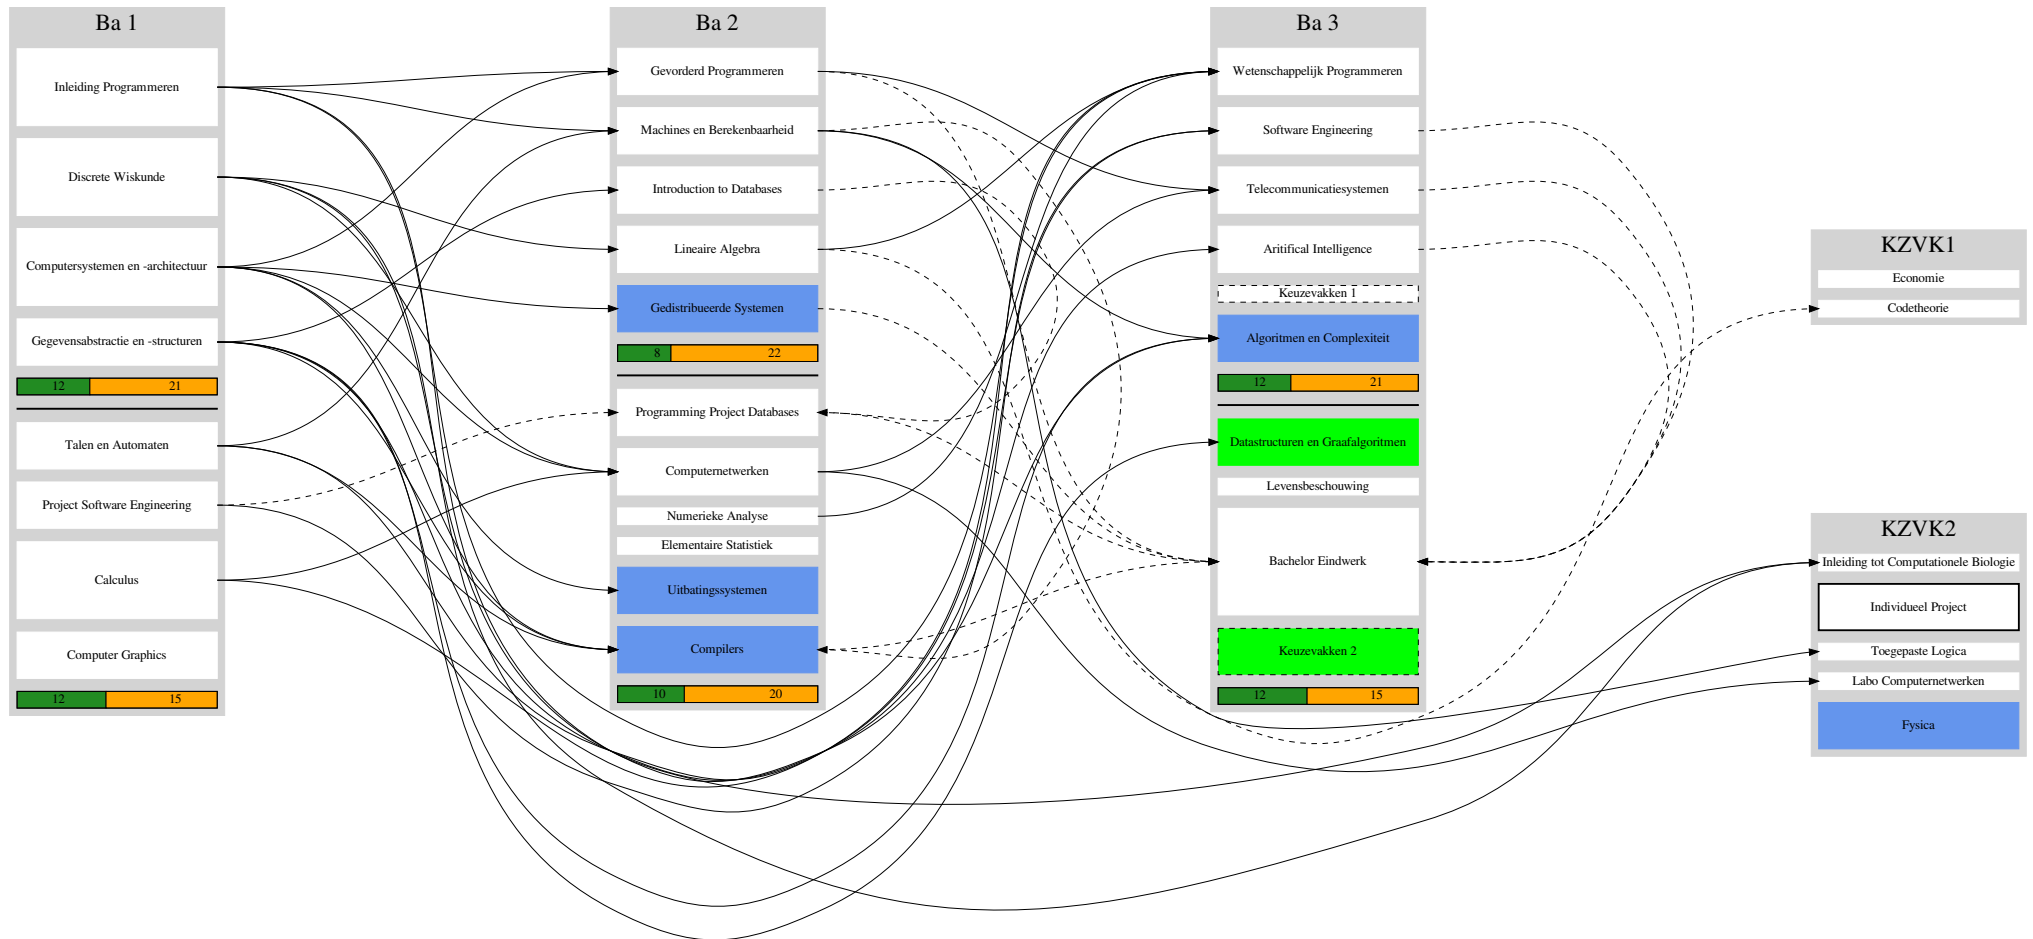 Ba 1
Inleiding Programmeren
Discrete Wiskunde
Computersystemen en -architectuur
Gegevensabstractie en -structuren
12 21
Talen en Automaten
Project Software Engineering
Calculus
Computer Graphics
12 15
Ba 2
Gevorderd Programmeren
Machines en Berekenbaarheid
Introduction to Databases
Lineaire Algebra
Gedistribueerde Systemen
8 22
Programming Project Databases
Computernetwerken
Numerieke Analyse
Elementaire Statistiek
Uitbatingssystemen
Compilers
10 20
Ba 3
Wetenschappelijk Programmeren
Software Engineering
Telecommunicatiesystemen
Aritifical Intelligence
Keuzevakken 1
Algoritmen en Complexiteit
12 21
Datastructuren en Graafalgoritmen
Levensbeschouwing
Bachelor Eindwerk
Keuzevakken 2
12 15
KZVK1
Economie
Codetheorie
KZVK2
Inleiding tot Computationele Biologie
Individueel Project
Toegepaste Logica
Labo Computernetwerken
Fysica